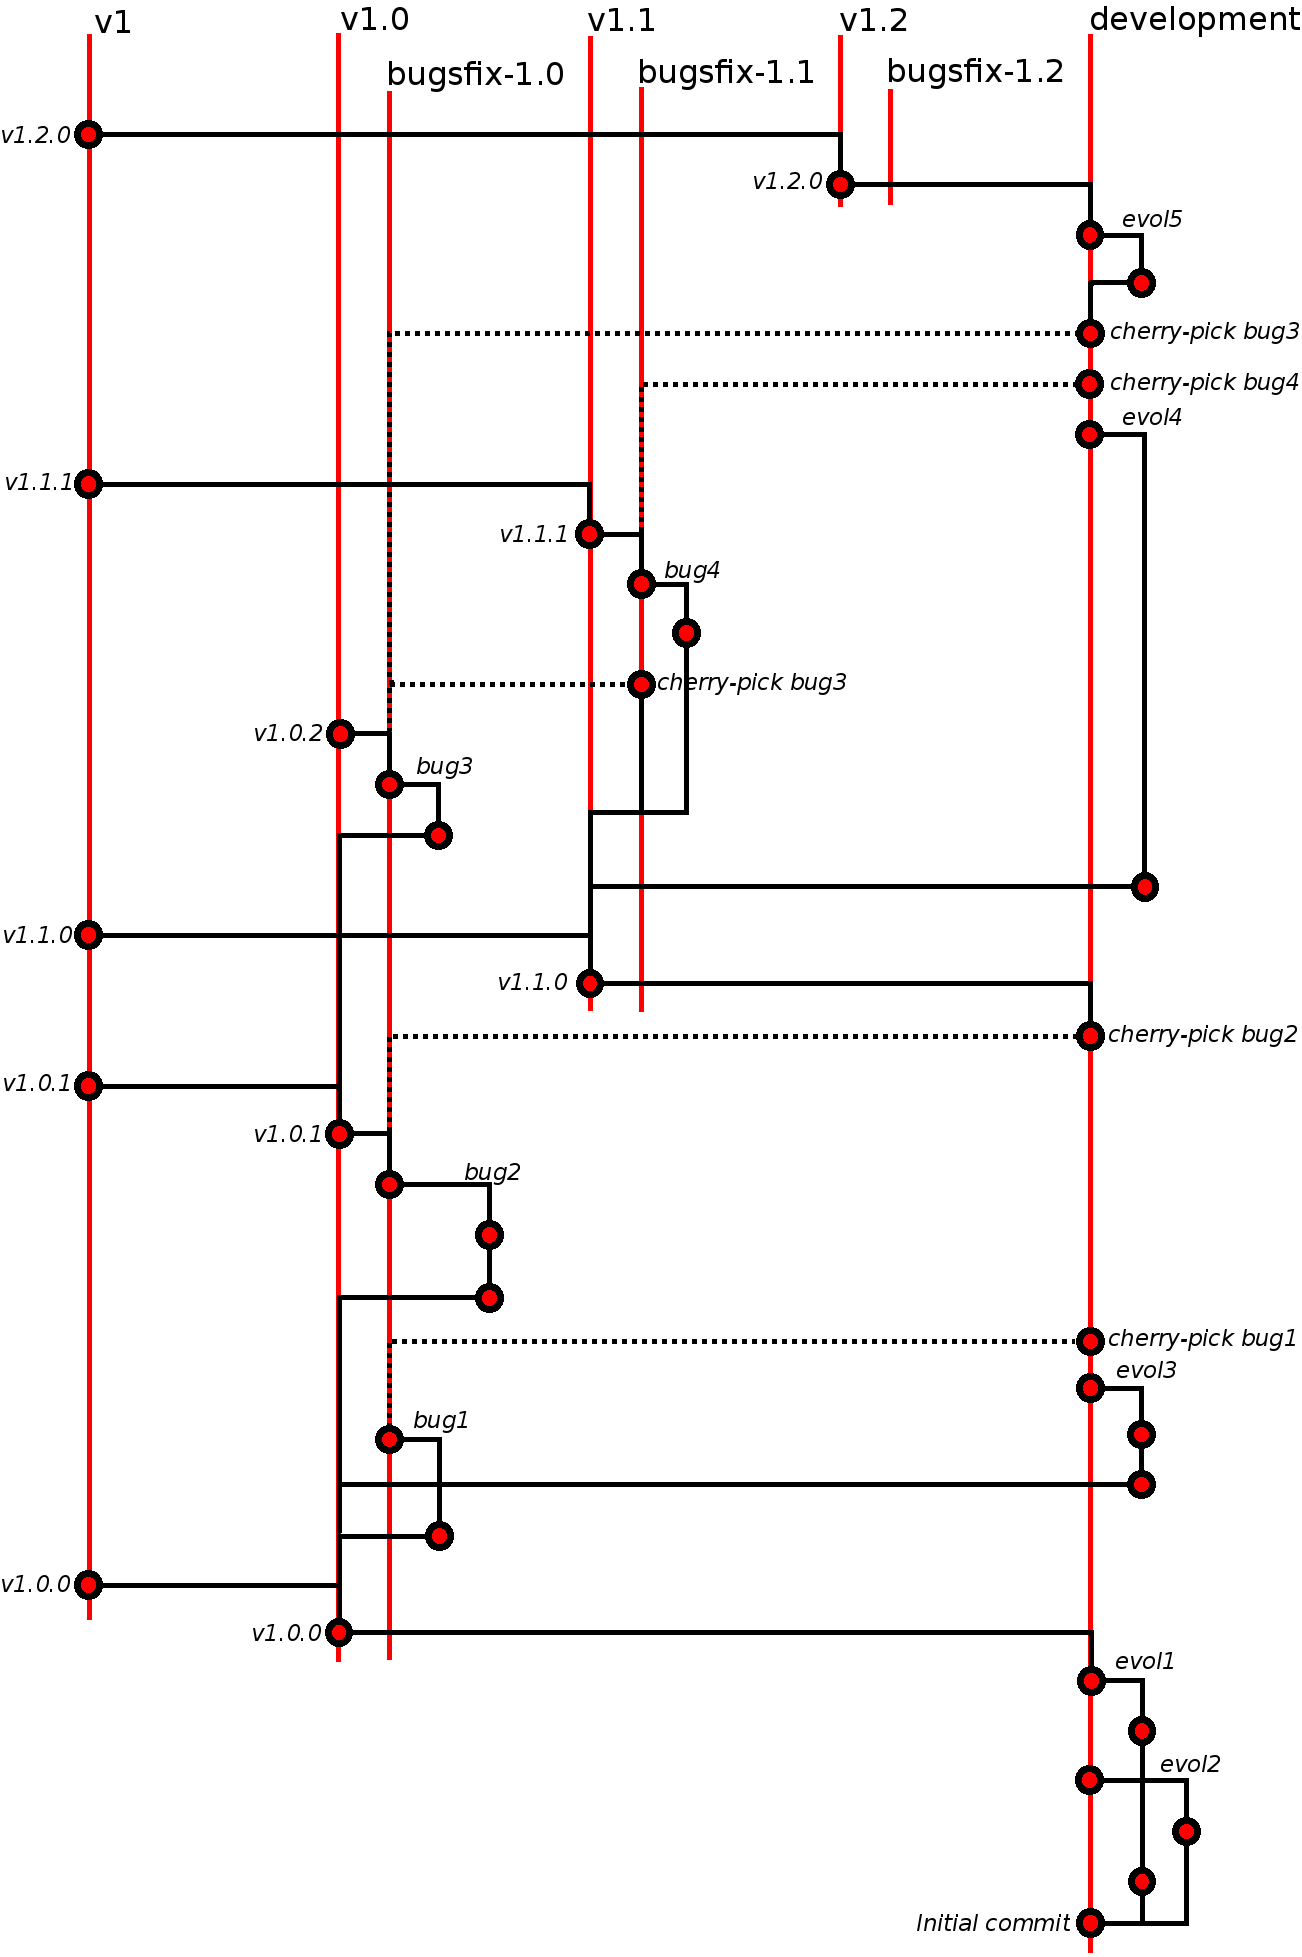 v1
v1.0
v1.1
v1.2
development
bugsfix-1.0
bugsfix-1.1
bugsfix-1.2
v1.2.0
v1.2.0
evol5
cherry-pick bug3
cherry-pick bug4
evol4
v1.1.1
v1.1.1
bug4
cherry-pick bug3
v1.0.2
bug3
v1.1.0
v1.1.0
cherry-pick bug2
v1.0.1
v1.0.1
bug2
cherry-pick bug1
evol3
bug1
v1.0.0
v1.0.0
evol1
evol2
Initial commit